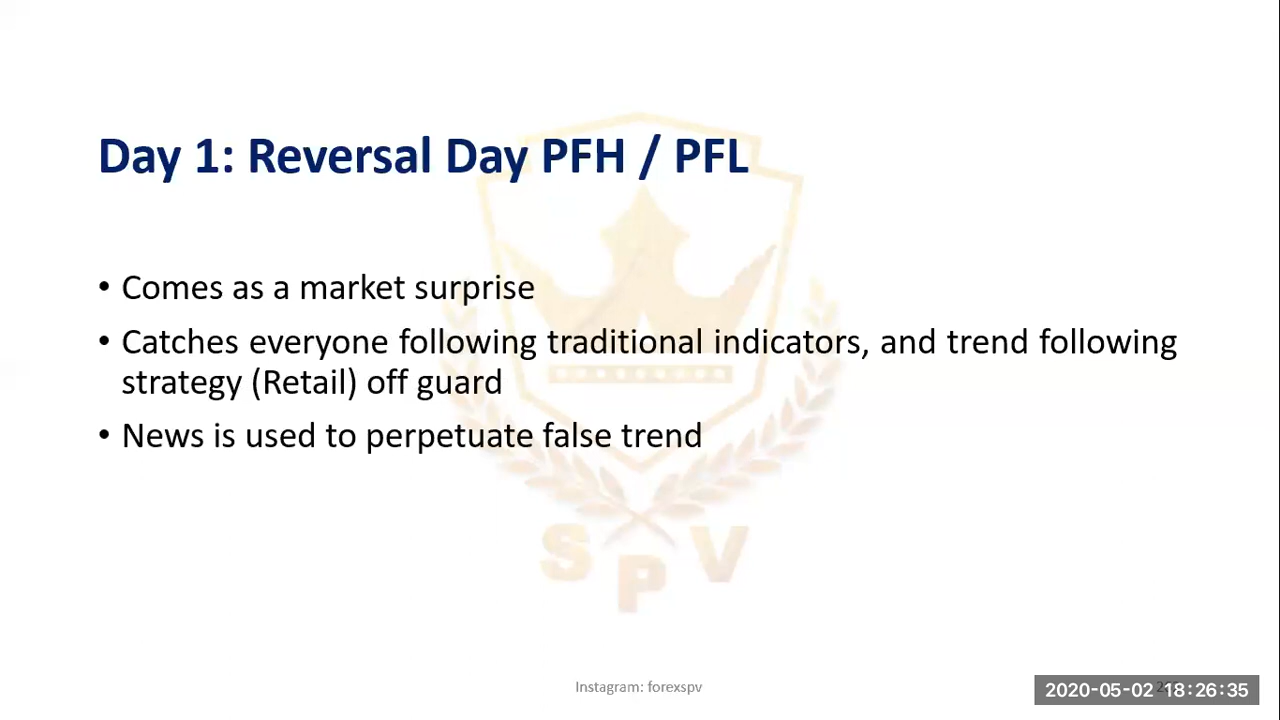 Day 1: Reversal Day PFH / PFL
• Comes as a market surprise
• Catches everyone following traditional indicators, and trend following
strategy (Retail) off guard
• News is used to perpetuate false trend
S P V
Instagram: forexspv
2020-05-02 18:26:35